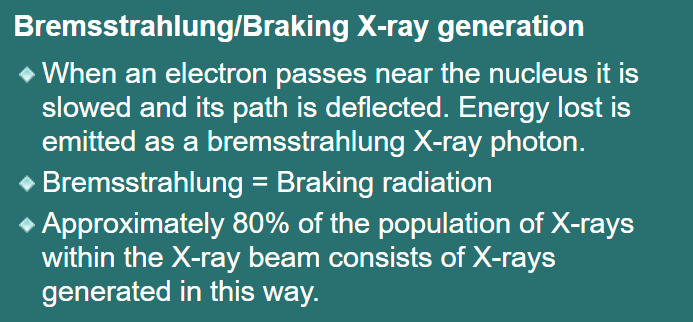 Bremsstrahlung/Braking X-ray generation
When an electron passes near the nucleus it is
slowed and its path is deflected. Energy lost is
emitted as a bremsstrahlung X-ray photon.
Bremsstrahlung = Braking radiation
Approximately 80% of the population of X-rays
within the X-ray beam consists of X-rays
generated in this way.